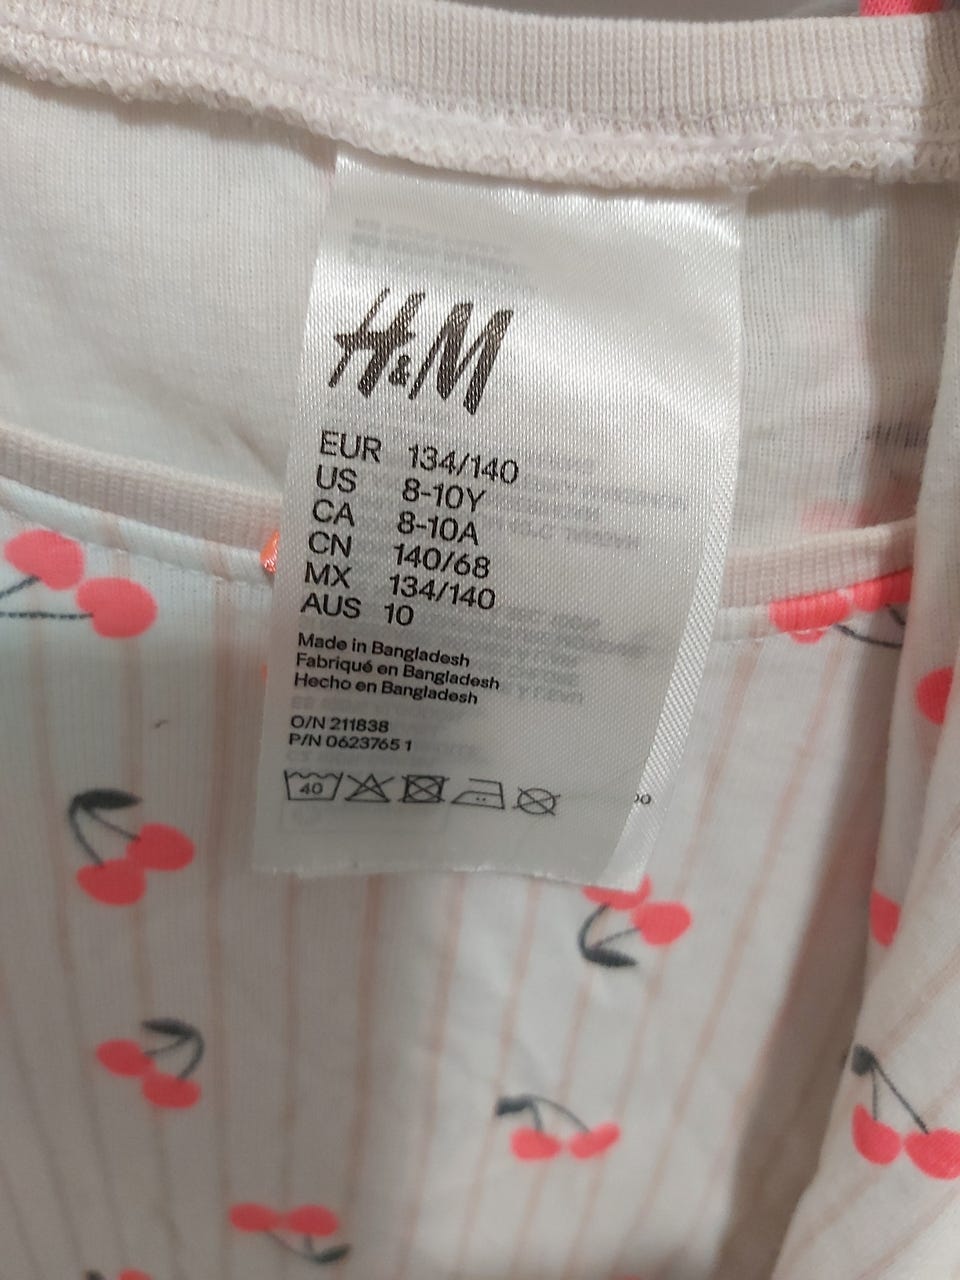 H&M
EUR 134/140
US 8-10Y
CA 8-10A
CN 140/68
MX 134/140
AUS 10
Made in Bangladesh
Fabriqué en Bangladesh
Hecho en Bangladesh
O/N 211838
P/N 06237651
40